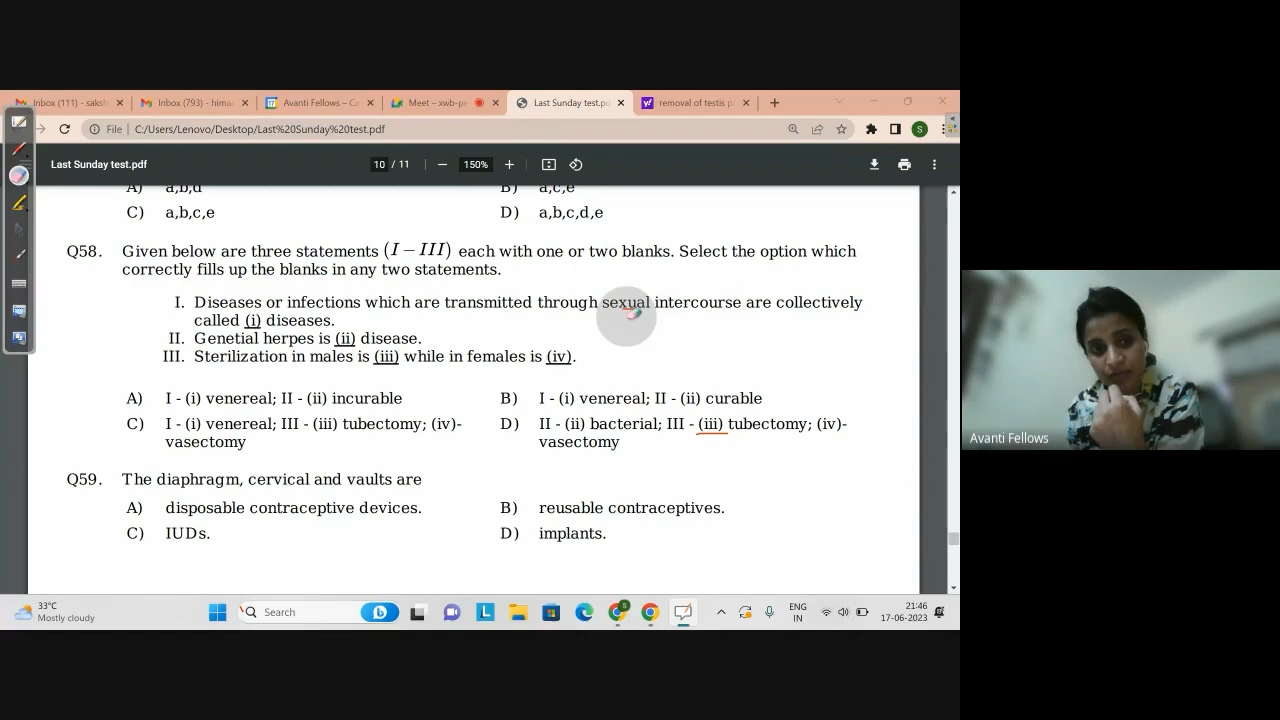 Inbox (111) - saksh
Inbox (793) - hima
Avanti Fellows – Ca
Meet – xwb-p
Last Sunday test.pd
removal of testis p
File
C:/Users/Lenovo/Desktop/Last%20Sunday%20test.pdf
S
Last Sunday test.pdf
10 / 11
150%
A) a,b,d
B) a,c,e
C) a,b,c,e
D) a,b,c,d,e
Q58. Given below are three statements (I – III) each with one or two blanks. Select the option which
correctly fills up the blanks in any two statements.
I. Diseases or infections which are transmitted through sexual intercourse are collectively
called (i) diseases.
II. Genetial herpes is (ii) disease.
III. Sterilization in males is (iii) while in females is (iv).
A) I - (i) venereal; II - (ii) incurable
B) I - (i) venereal; II - (ii) curable
C) I - (i) venereal; III - (iii) tubectomy; (iv)-
vasectomy
D) II - (ii) bacterial; III - (iii) tubectomy; (iv)-
vasectomy
Q59. The diaphragm, cervical and vaults are
A) disposable contraceptive devices.
B) reusable contraceptives.
C) IUDs.
D) implants.
Avanti Fellows
33°C
Mostly cloudy
Search
ENG
IN
21:46
17-06-2023